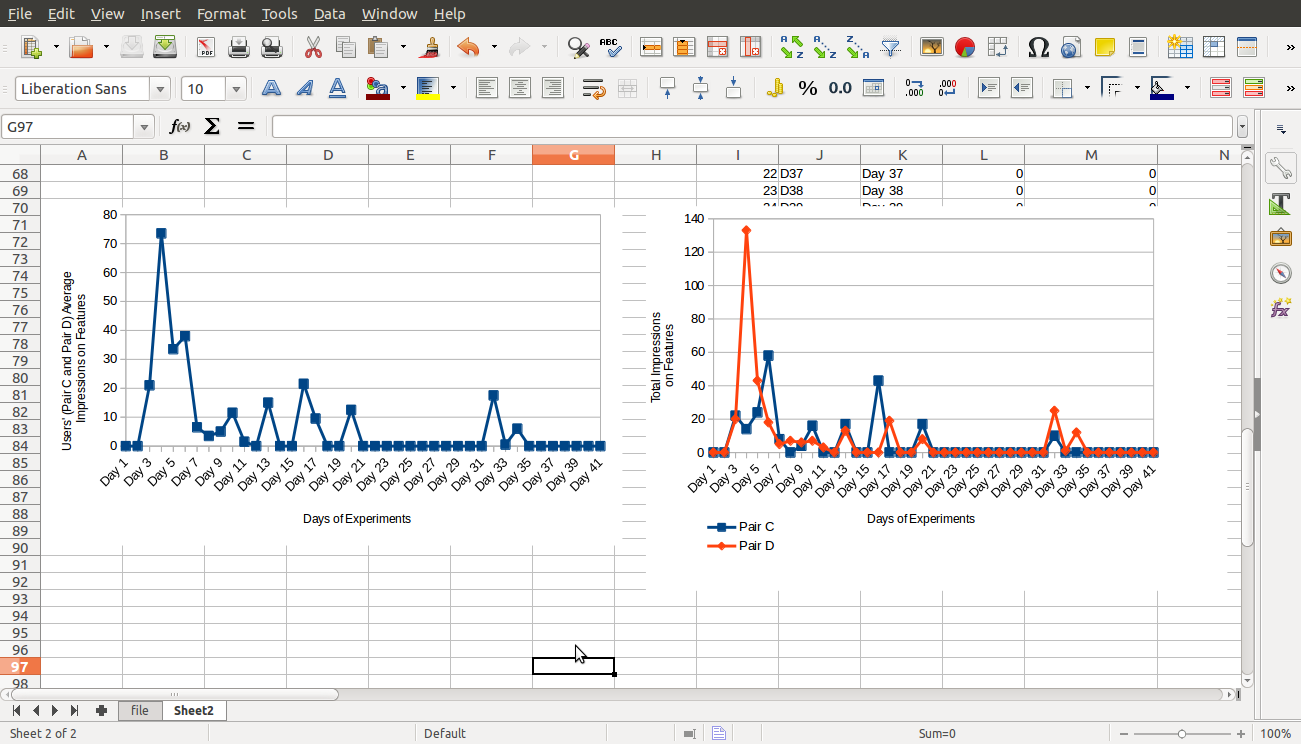 File Edit View Insert Format Tools Data Window Help
PDF ABC A Z A Z Z A Ω »
Liberation Sans 10 A A A % 0.0 .000 .000 »
G97 f(x) Σ =
A B C D E F G H I J K L M N
68 22 D37 Day 37 0 0
69 23 D38 Day 38 0 0
70
71
72
73
74
75
76
77
78
79
80
81
82
83
84
85
86
87
88
89
90
91
92
93
94
95
96
97
98
80
70
60
50
40
30
20
10
0
Users' (Pair C and Pair D) Average
Impressions on Features
Day 1 Day 3 Day 5 Day 7 Day 9 Day 11 Day 13 Day 15 Day 17 Day 19 Day 21 Day 23 Day 25 Day 27 Day 29 Day 31 Day 33 Day 35 Day 37 Day 39 Day 41
Days of Experiments
140
120
100
80
60
40
20
0
Total Impressions
on Features
Day 1 Day 3 Day 5 Day 7 Day 9 Day 11 Day 13 Day 15 Day 17 Day 19 Day 21 Day 23 Day 25 Day 27 Day 29 Day 31 Day 33 Day 35 Day 37 Day 39 Day 41
Days of Experiments
Pair C
Pair D
file Sheet2
Sheet 2 of 2 Default Sum=0 100%